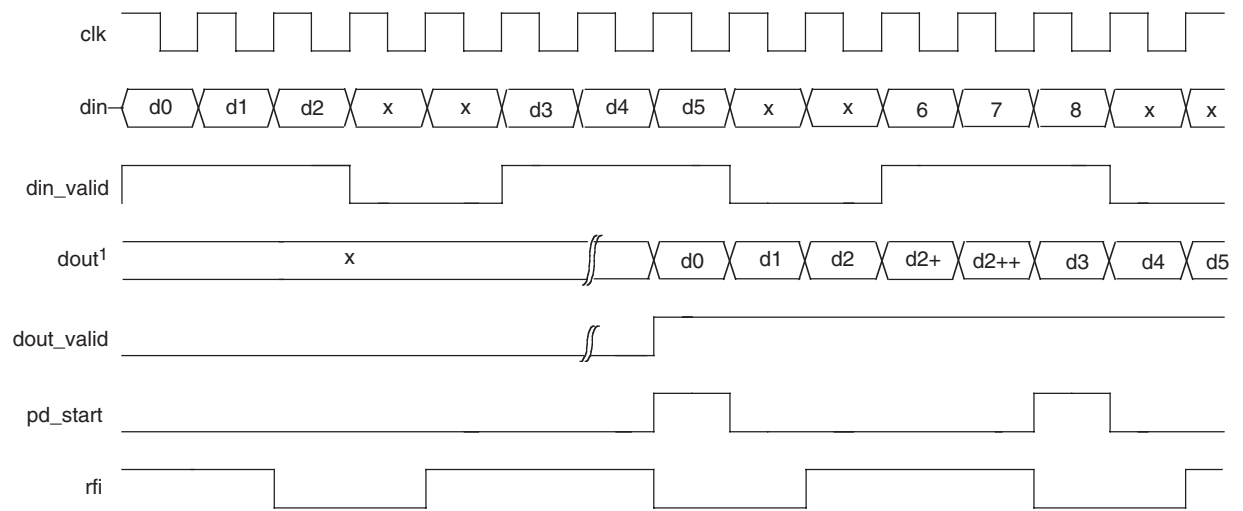 clk
din d0 d1 d2 x x d3 d4 d5 x x 6 7 8 x x
din_valid
dout1 x d0 d1 d2 d2+ d2++ d3 d4 d5
dout_valid
pd_start
rfi